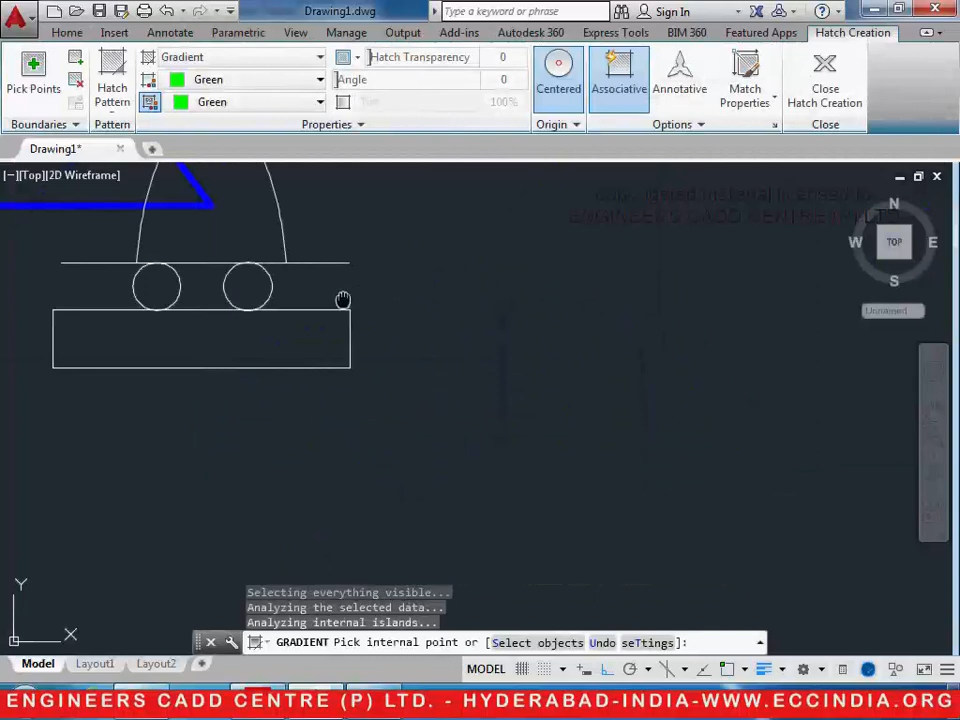 Drawing1.dwg
Type a keyword or phrase
Sign In
Home Insert Annotate Parametric View Manage Output Add-ins Autodesk 360 Express Tools BIM 360 Featured Apps Hatch Creation
Pick Points
Hatch Pattern
Gradient
Green
Green
Hatch Transparency 0
Angle 0
100%
Centered
Associative
Annotative
Match Properties
Close Hatch Creation
Boundaries Pattern Properties Origin Options Close
Drawing1*
[−][Top][2D Wireframe]
N
W TOP E
S
Unnamed
Selecting everything visible...
Analyzing the selected data...
Analyzing internal islands...
Y
X
GRADIENT Pick internal point or [Select objects Undo seTtings]:
Model Layout1 Layout2
MODEL
ENGINEERS CADD CENTRE (P) LTD. - HYDERABAD-INDIA-WWW.ECCINDIA.ORG